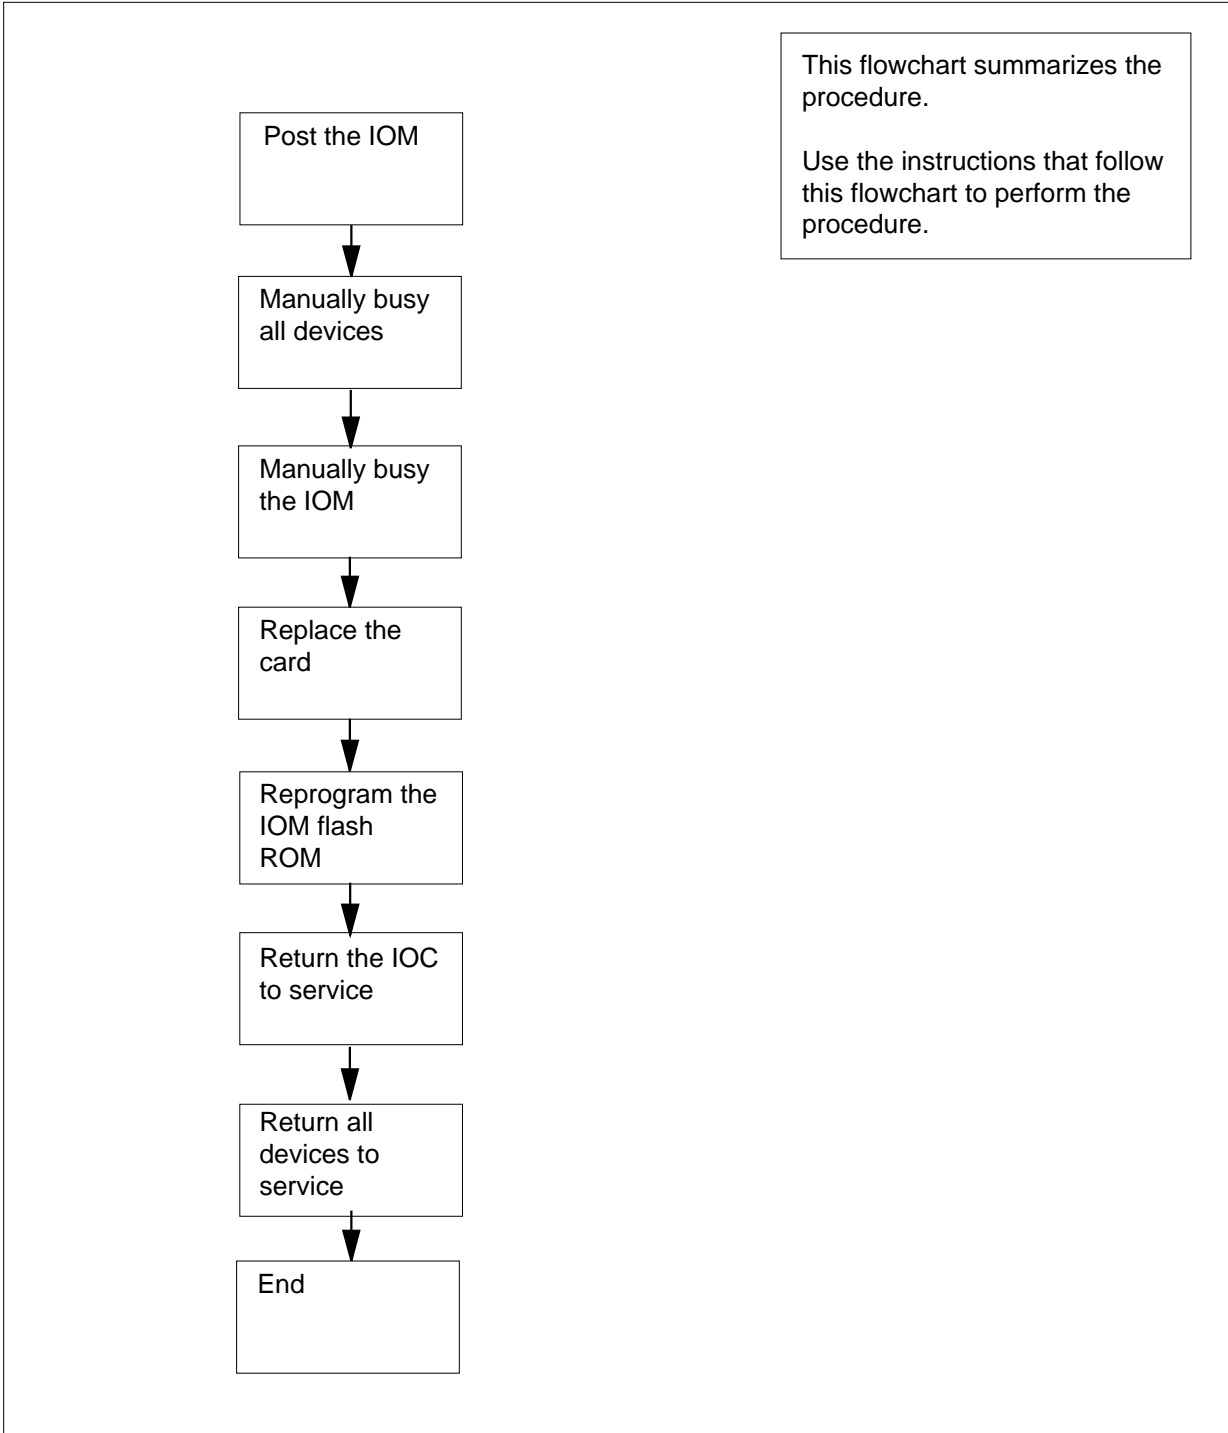 This flowchart summarizes the
procedure.
Use the instructions that follow
this flowchart to perform the
procedure.
Post the IOM
Manually busy
all devices
Manually busy
the IOM
Replace the
card
Reprogram the
IOM flash
ROM
Return the IOC
to service
Return all
devices to
service
End